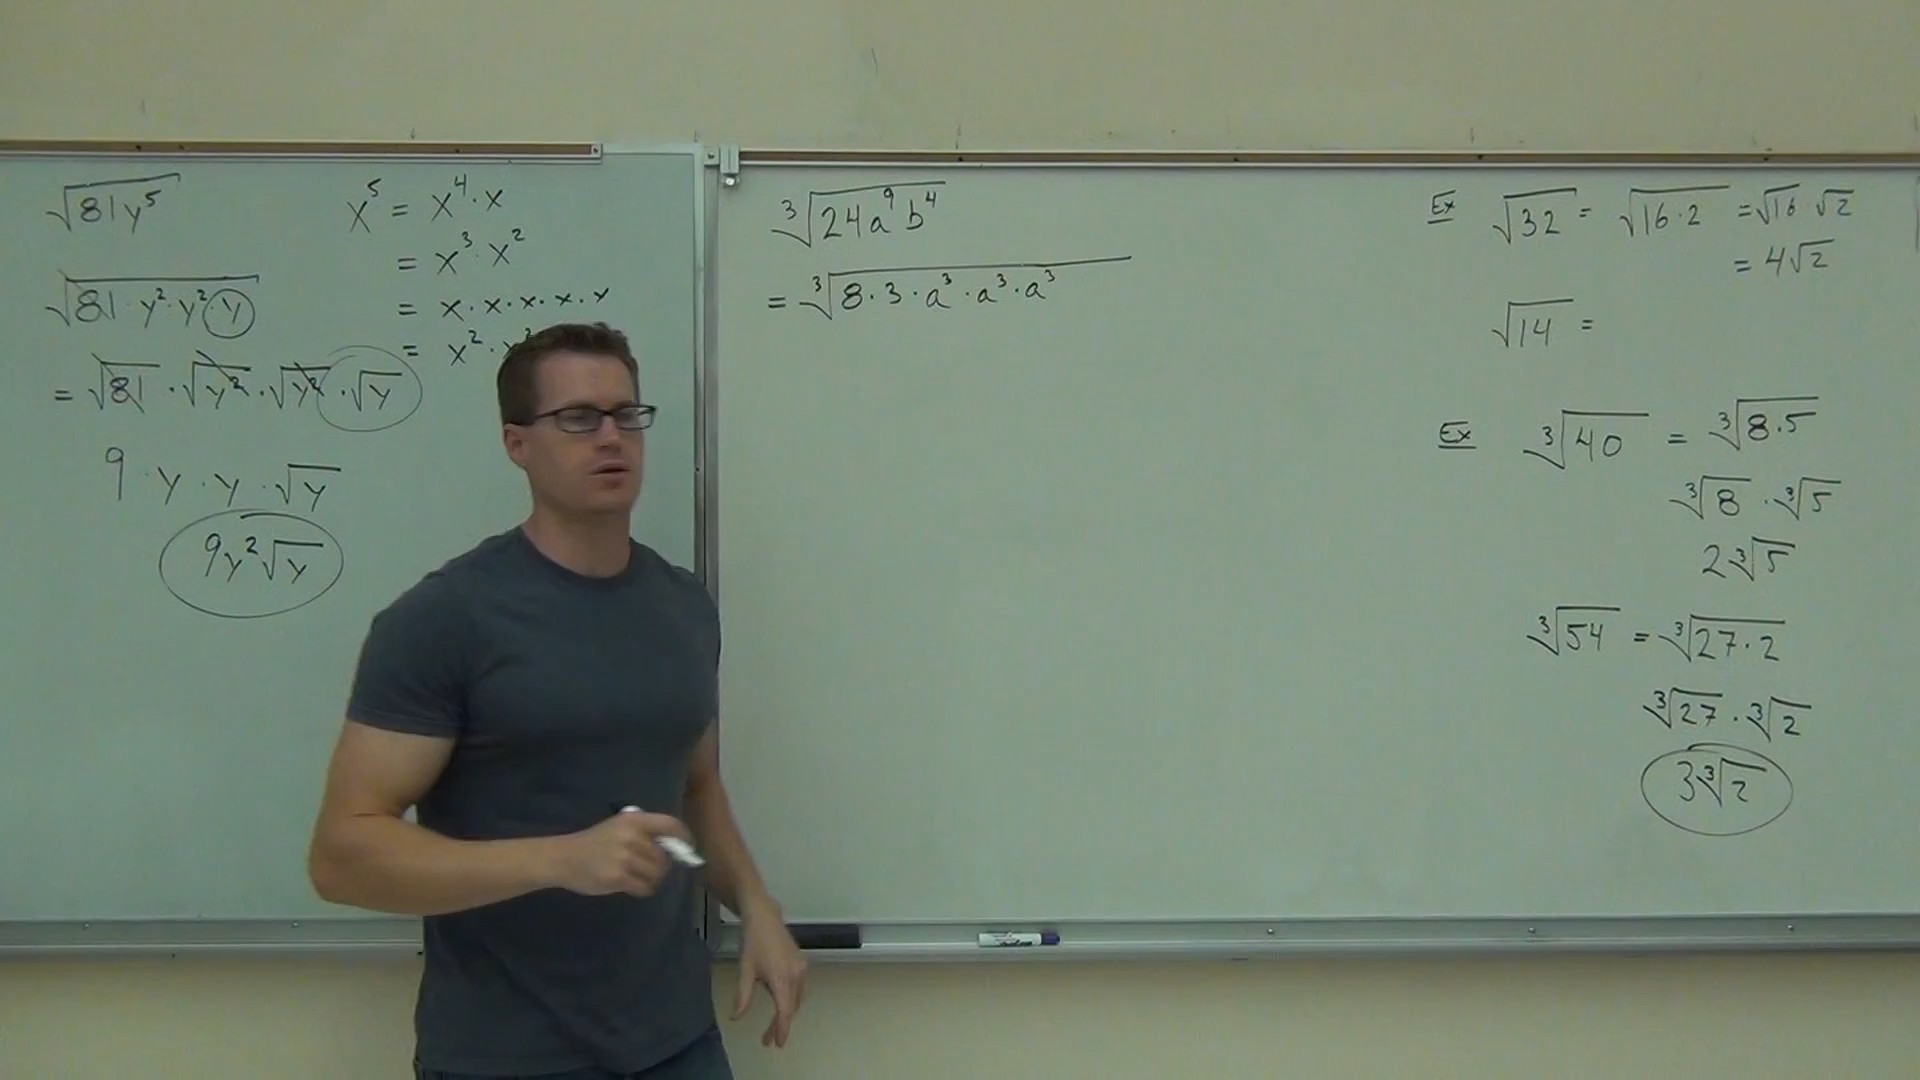 √81y⁵
√81·y²·y²·y
= √81 · √y² · √y² · √y
9 · y · y · √y
9y²√y
x⁵ = x⁴ · x
= x³ · x²
= x · x · x · x · x
= x² · x²
∛24a⁹b⁴
= ∛8 · 3 · a³ · a³ · a³
Ex √32 = √16·2 = √16 · √2
= 4√2
√14 =
Ex ∛40 = ∛8·5
∛8 · ∛5
2∛5
∛54 = ∛27·2
∛27 · ∛2
3∛2